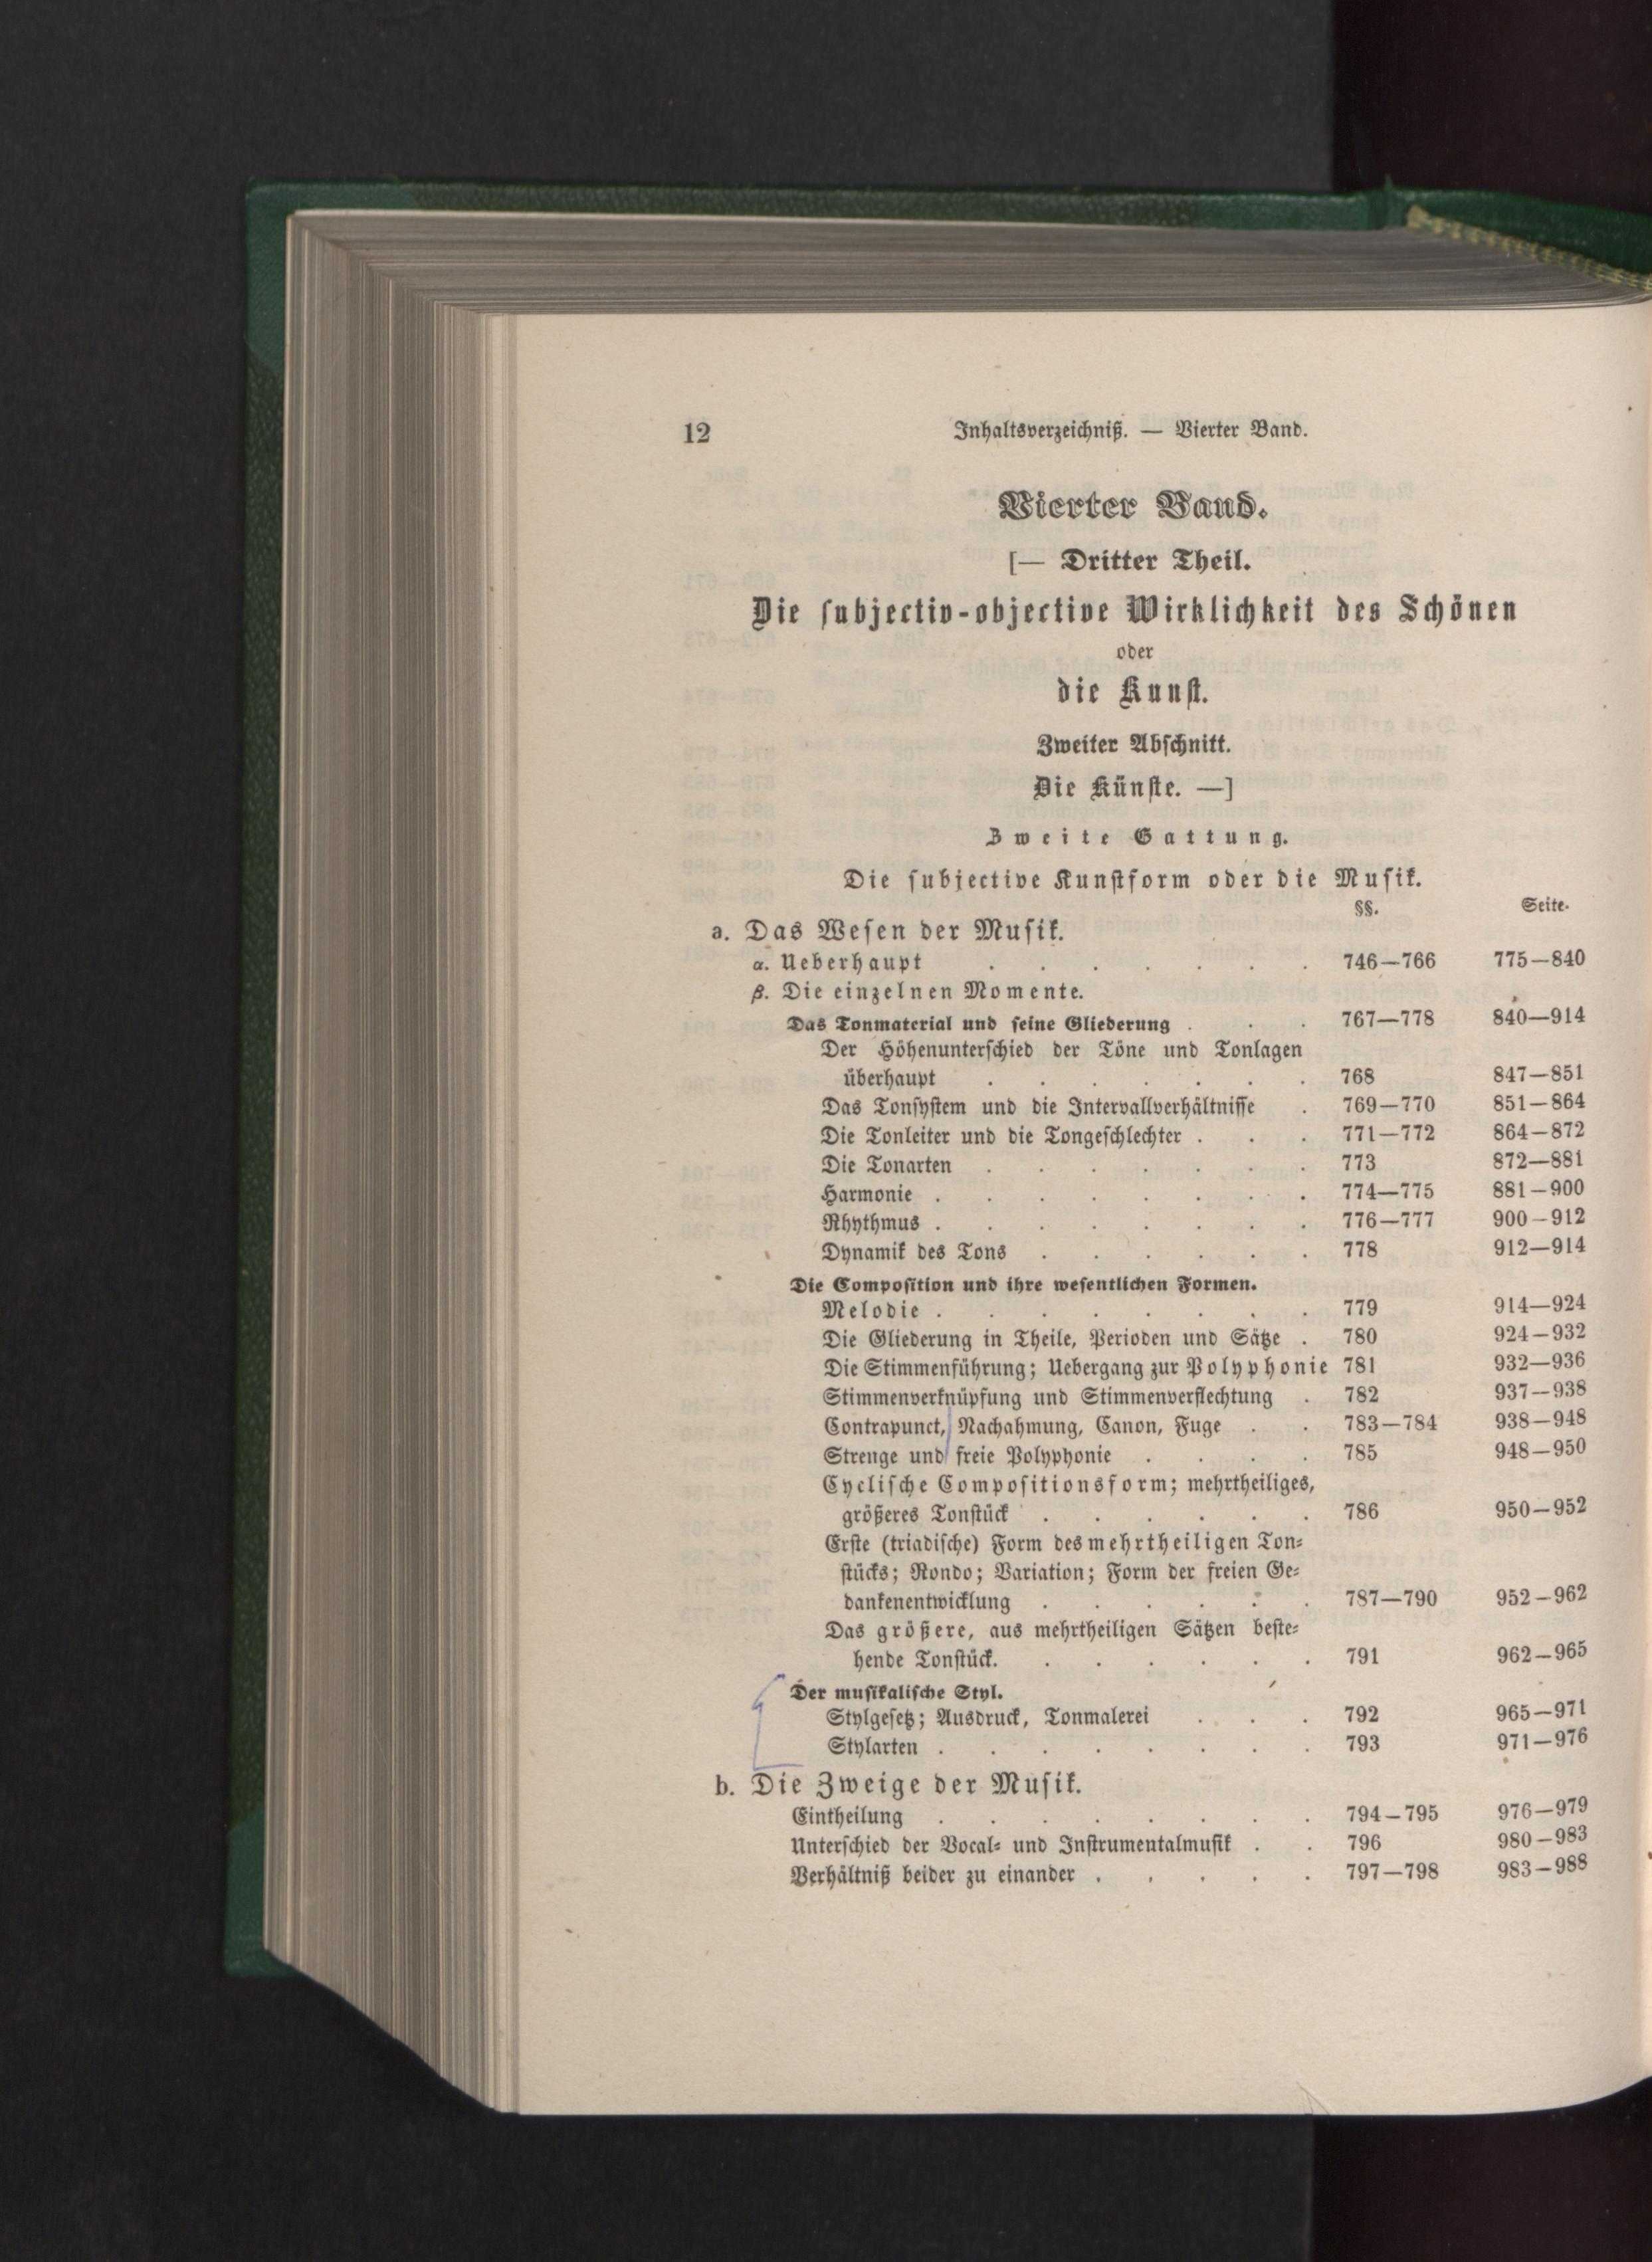 12 Inhaltsverzeichniß. — Vierter Band.
Vierter Band.
[— Dritter Theil.
Die subjectiv-objective Wirklichkeit des Schönen
oder
die Kunst.
Zweiter Abschnitt.
Die Künste. —]
Zweite Gattung.
Die subjective Kunstform oder die Musik.
§§. Seite.
a. Das Wesen der Musik.
α. Ueberhaupt . . . . . . . 746—766 775—840
β. Die einzelnen Momente.
Das Tonmaterial und seine Gliederung . . . 767—778 840—914
Der Höhenunterschied der Töne und Tonlagen
überhaupt . . . . . . . 768 847—851
Das Tonsystem und die Intervallverhältnisse . 769—770 851—864
Die Tonleiter und die Tongeschlechter . . . 771—772 864—872
Die Tonarten . . . . . . . 773 872—881
Harmonie . . . . . . . . 774—775 881—900
Rhythmus . . . . . . . . 776—777 900—912
Dynamik des Tons . . . . . . 778 912—914
Die Composition und ihre wesentlichen Formen.
Melodie . . . . . . . . 779 914—924
Die Gliederung in Theile, Perioden und Sätze . 780 924—932
Die Stimmenführung; Uebergang zur Polyphonie 781 932—936
Stimmenverknüpfung und Stimmenverflechtung . 782 937—938
Contrapunct, Nachahmung, Canon, Fuge . . 783—784 938—948
Strenge und freie Polyphonie . . . . 785 948—950
Cyclische Compositionsform; mehrtheiliges,
größeres Tonstück . . . . . . 786 950—952
Erste (triadische) Form des mehrtheiligen Ton-
stücks; Rondo; Variation; Form der freien Ge-
dankenentwicklung . . . . . . 787—790 952—962
Das größere, aus mehrtheiligen Sätzen beste-
hende Tonstück. . . . . . . 791 962—965
Der musikalische Styl.
Stylgesetz; Ausdruck, Tonmalerei . . . 792 965—971
Stylarten . . . . . . . . 793 971—976
b. Die Zweige der Musik.
Eintheilung . . . . . . . . 794—795 976—979
Unterschied der Vocal- und Instrumentalmusik . . 796 980—983
Verhältniß beider zu einander . . . . . 797—798 983—988